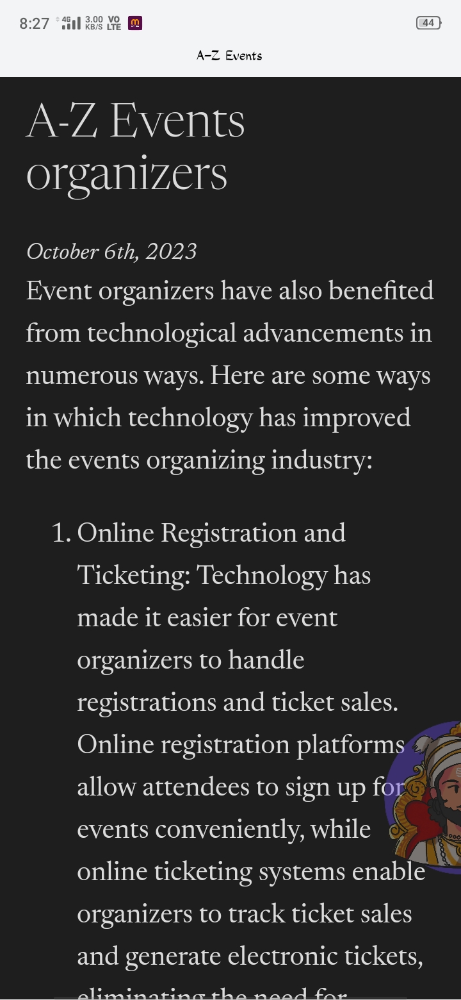 8:27 4G 3.00 KB/S VO LTE 44
A-Z Events
A-Z Events
organizers
October 6th, 2023
Event organizers have also benefited
from technological advancements in
numerous ways. Here are some ways
in which technology has improved
the events organizing industry:
1. Online Registration and
Ticketing: Technology has
made it easier for event
organizers to handle
registrations and ticket sales.
Online registration platforms
allow attendees to sign up for
events conveniently, while
online ticketing systems enable
organizers to track ticket sales
and generate electronic tickets,
eliminating the need for